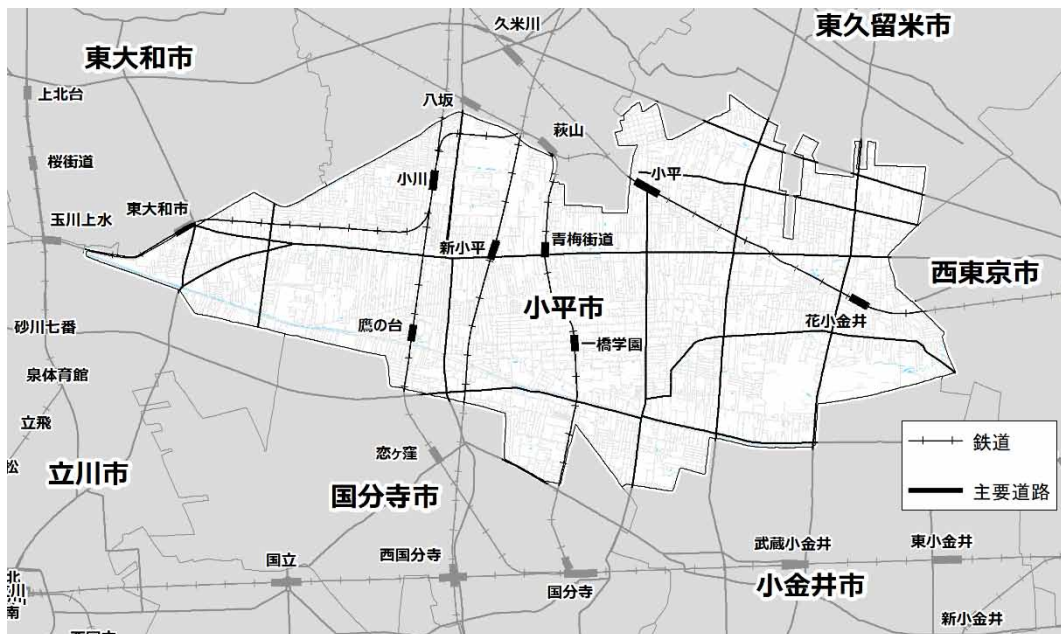 久米川
東久留米市
東大和市
上北台
八坂
萩山
桜街道
小川
小平
東大和市
玉川上水
新小平
青梅街道
西東京市
小平市
花小金井
砂川七番
鷹の台
一橋学園
泉体育館
立飛
鉄道
恋ヶ窪
松
立川市
主要道路
国分寺市
西国分寺
武蔵小金井
東小金井
国立
国分寺
小金井市
北
川
南
新小金井